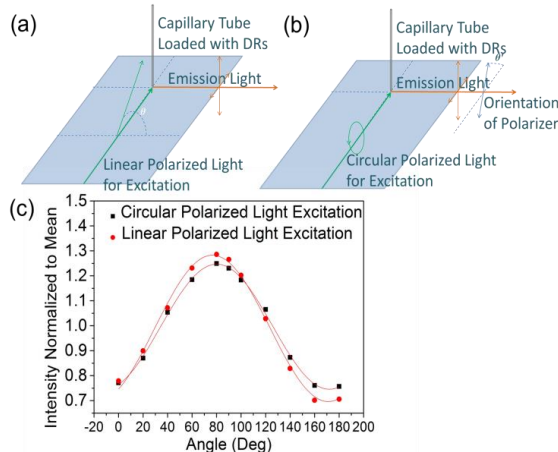 (a)
Capillary Tube
Loaded with DRs
Emission Light
θ
Linear Polarized Light
for Excitation
(b)
Capillary Tube
Loaded with DRs
θ
Emission Light
Orientation
of Polarizer
Circular Polarized Light
for Excitation
(c)
Intensity Normalized to Mean
1.5
1.4
1.3
1.2
1.1
1.0
0.9
0.8
0.7
Circular Polarized Light Excitation
Linear Polarized Light Excitation
-20 0 20 40 60 80 100 120 140 160 180 200
Angle (Deg)